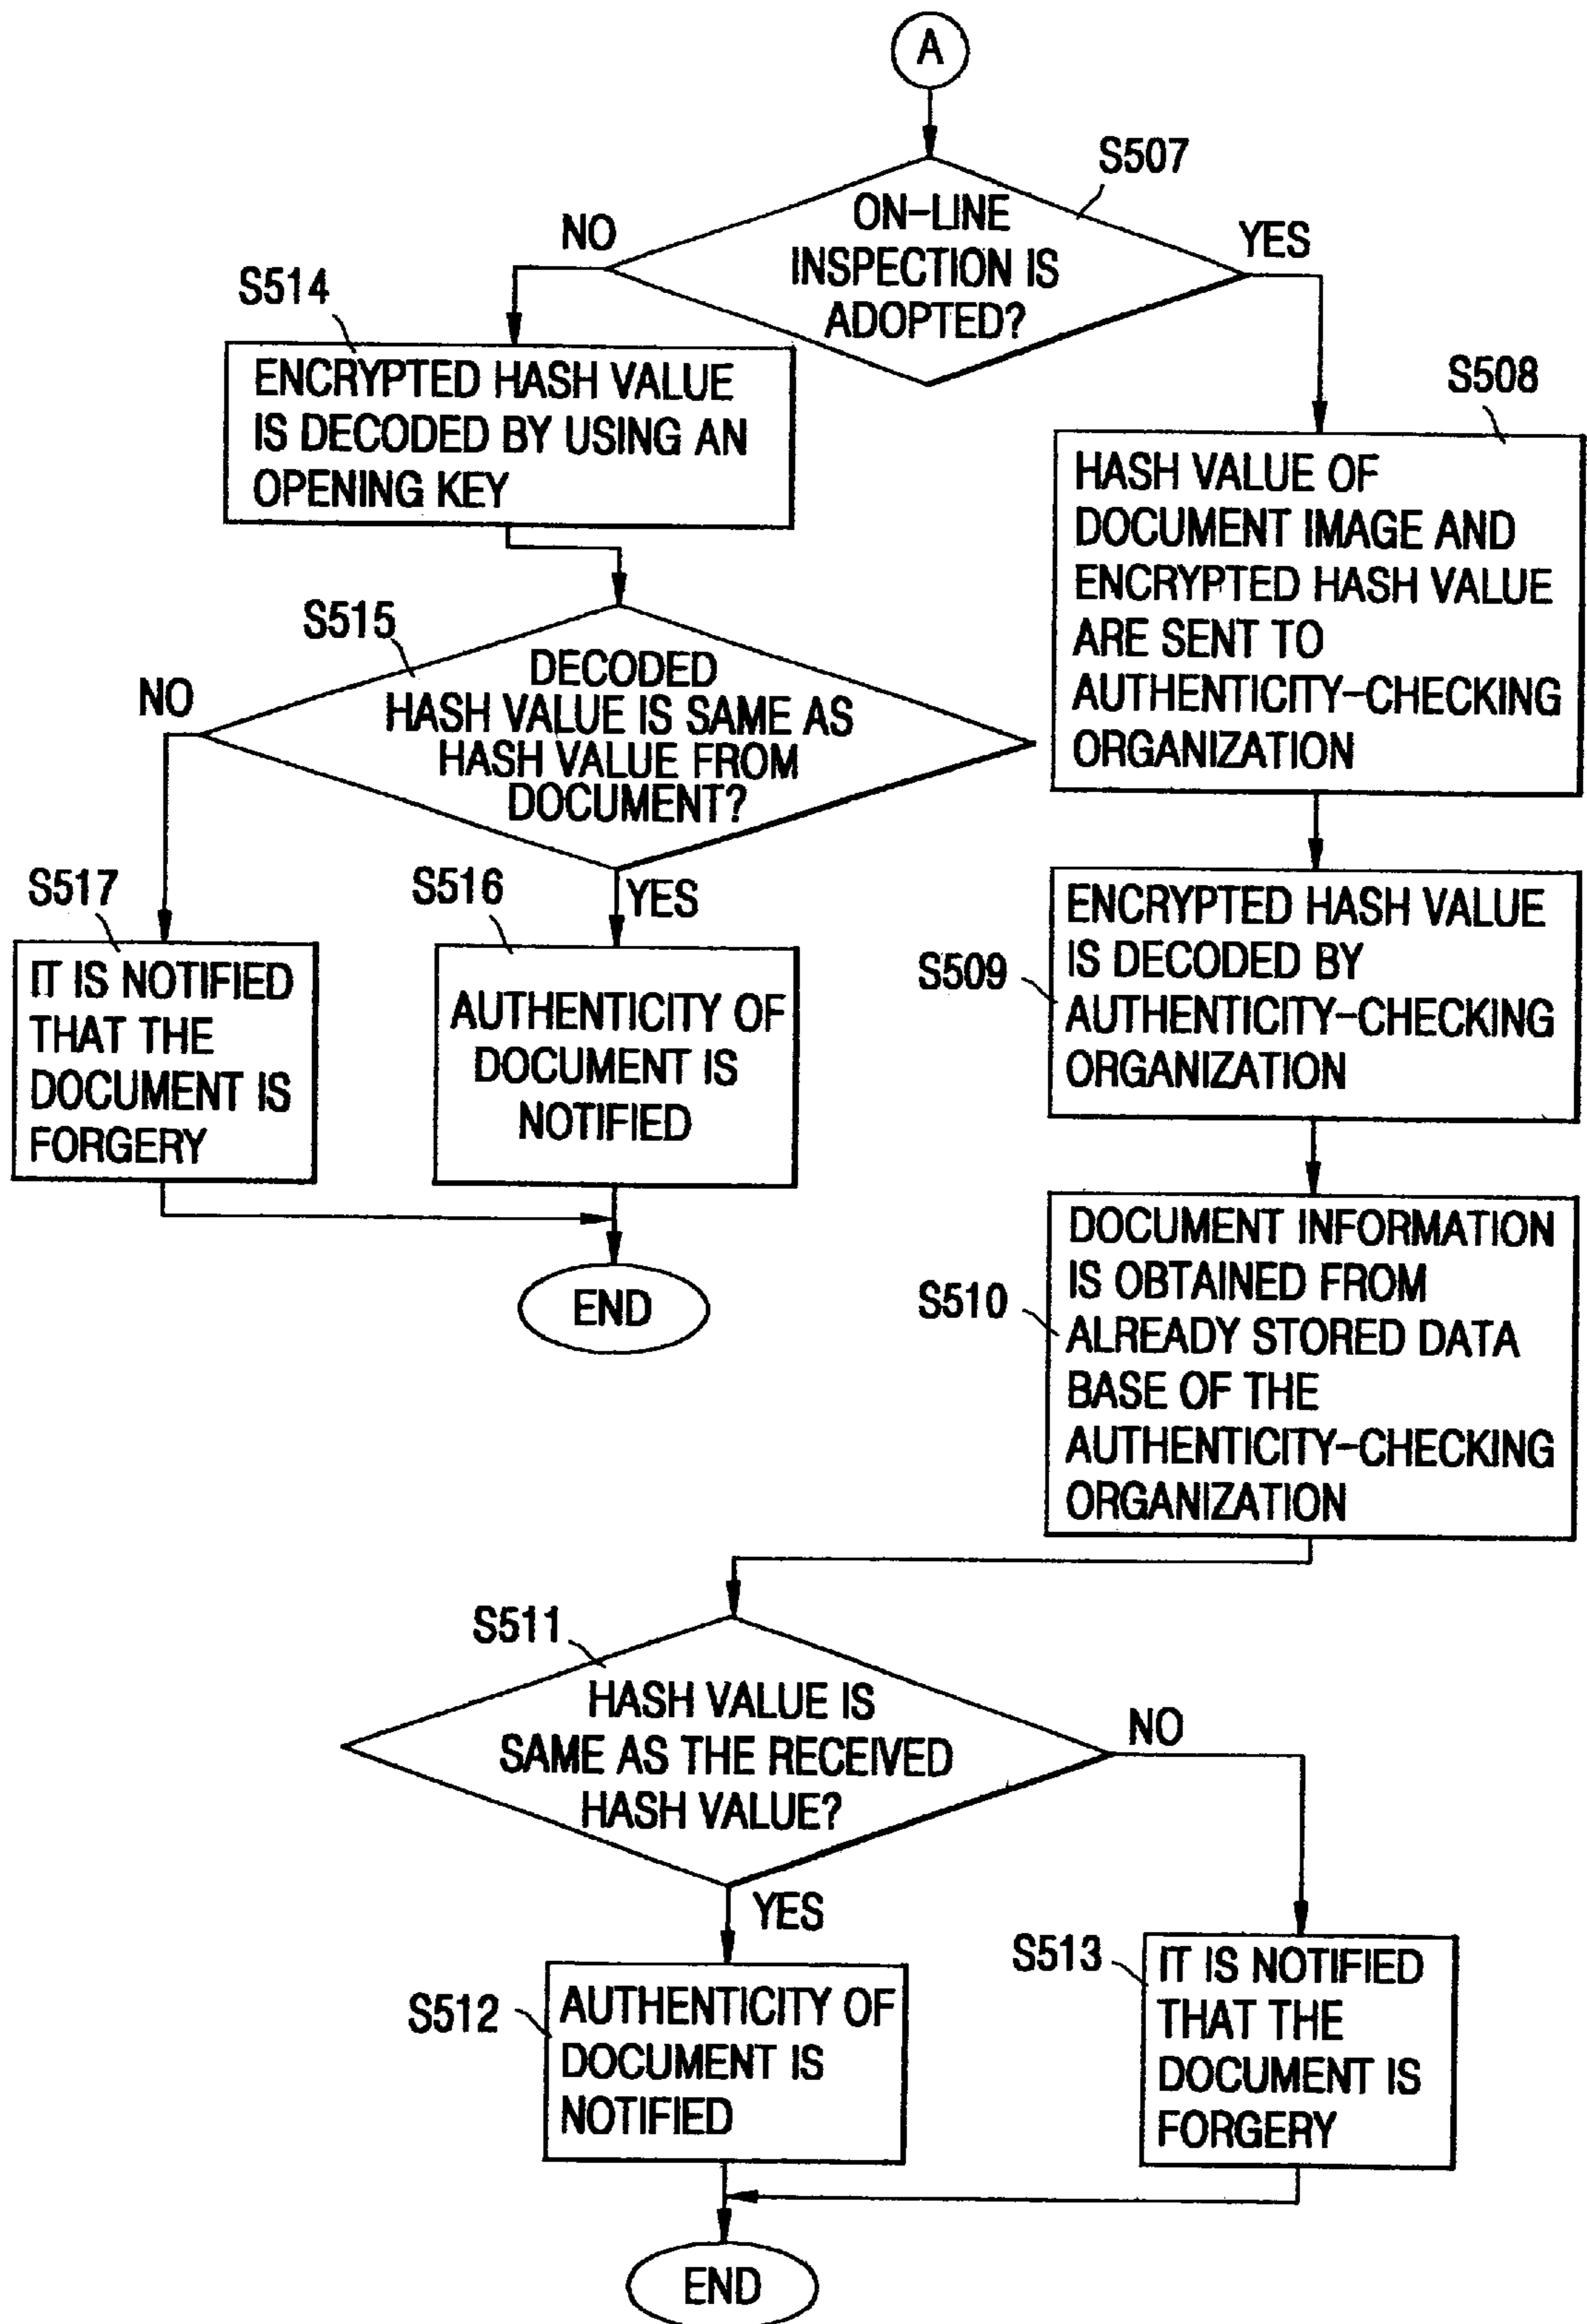 A
S507
ON-LINE
INSPECTION IS
ADOPTED?
NO
YES
S514
ENCRYPTED HASH VALUE
IS DECODED BY USING AN
OPENING KEY
S508
HASH VALUE OF
DOCUMENT IMAGE AND
ENCRYPTED HASH VALUE
ARE SENT TO
AUTHENTICITY-CHECKING
ORGANIZATION
S515
DECODED
HASH VALUE IS SAME AS
HASH VALUE FROM
DOCUMENT?
NO
YES
S517
IT IS NOTIFIED
THAT THE
DOCUMENT IS
FORGERY
S516
AUTHENTICITY OF
DOCUMENT IS
NOTIFIED
END
S509
ENCRYPTED HASH VALUE
IS DECODED BY
AUTHENTICITY-CHECKING
ORGANIZATION
S510
DOCUMENT INFORMATION
IS OBTAINED FROM
ALREADY STORED DATA
BASE OF THE
AUTHENTICITY-CHECKING
ORGANIZATION
S511
HASH VALUE IS
SAME AS THE RECEIVED
HASH VALUE?
NO
YES
S512
AUTHENTICITY OF
DOCUMENT IS
NOTIFIED
S513
IT IS NOTIFIED
THAT THE
DOCUMENT IS
FORGERY
END